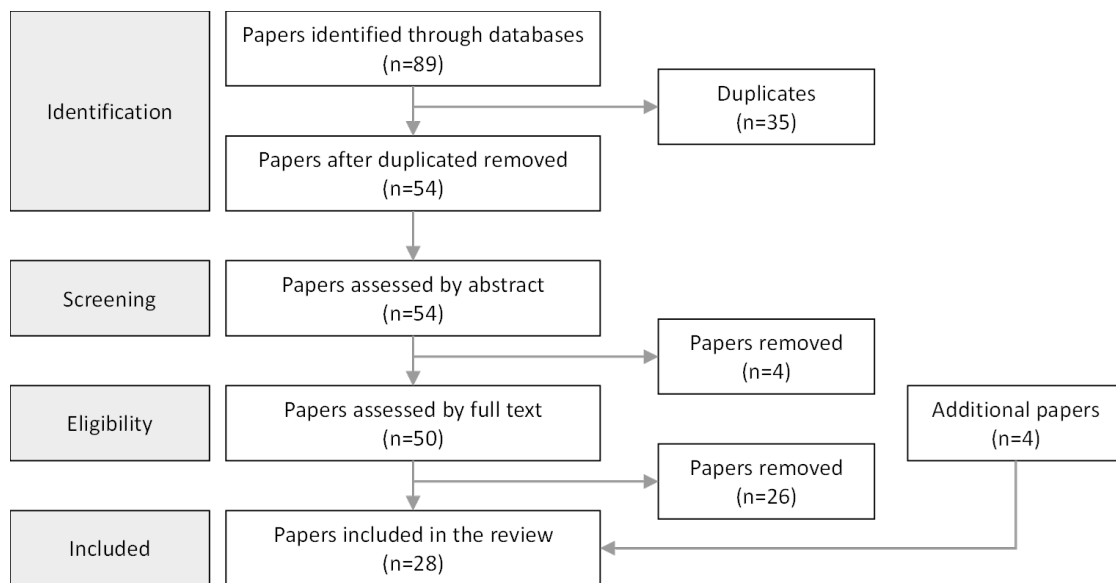 Identification
Papers identified through databases
(n=89)
Duplicates
(n=35)
Papers after duplicated removed
(n=54)
Screening
Papers assessed by abstract
(n=54)
Papers removed
(n=4)
Eligibility
Papers assessed by full text
(n=50)
Additional papers
(n=4)
Papers removed
(n=26)
Included
Papers included in the review
(n=28)